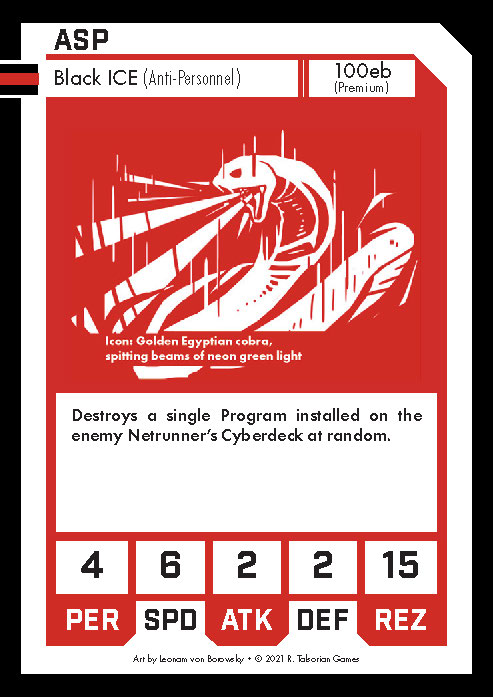 ASP
Black ICE (Anti-Personnel)
100eb
(Premium)
Icon: Golden Egyptian cobra,
spitting beams of neon green light
Destroys a single Program installed on the
enemy Netrunner's Cyberdeck at random.
4 6 2 2 15
PER SPD ATK DEF REZ
Art by Leonam von Borowsky • © 2021 R. Talsorian Games